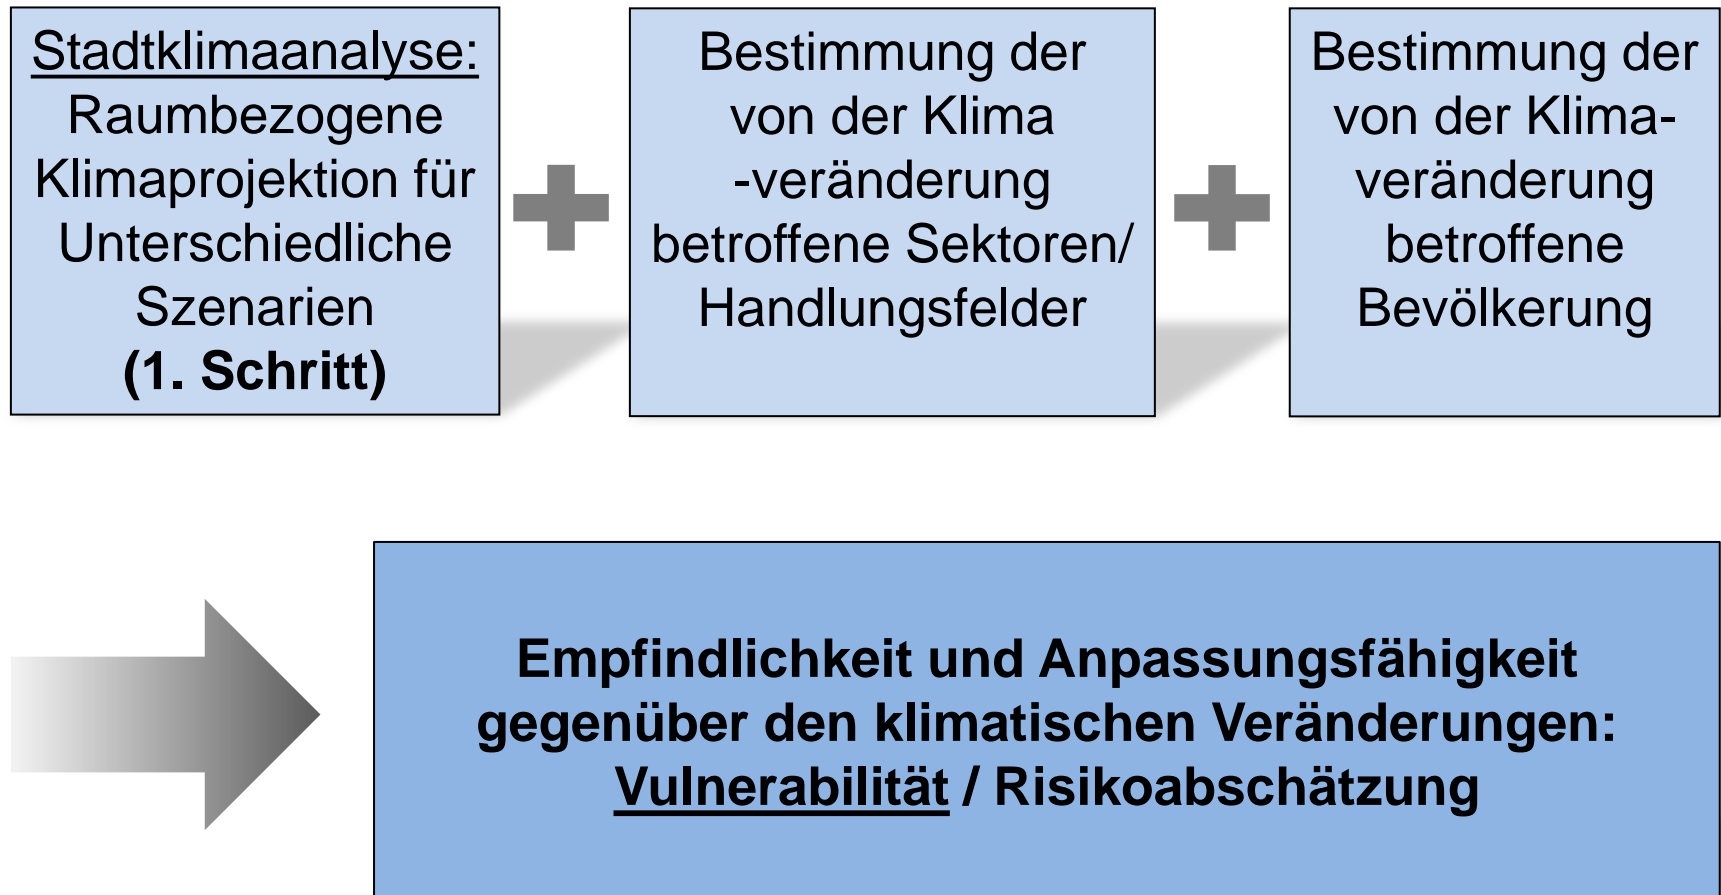 Stadtklimaanalyse:
Raumbezogene
Klimaprojektion für
Unterschiedliche
Szenarien
(1. Schritt)
Bestimmung der
von der Klima
-veränderung
betroffene Sektoren/
Handlungsfelder
Bestimmung der
von der Klima-
veränderung
betroffene
Bevölkerung
Empfindlichkeit und Anpassungsfähigkeit
gegenüber den klimatischen Veränderungen:
Vulnerabilität / Risikoabschätzung